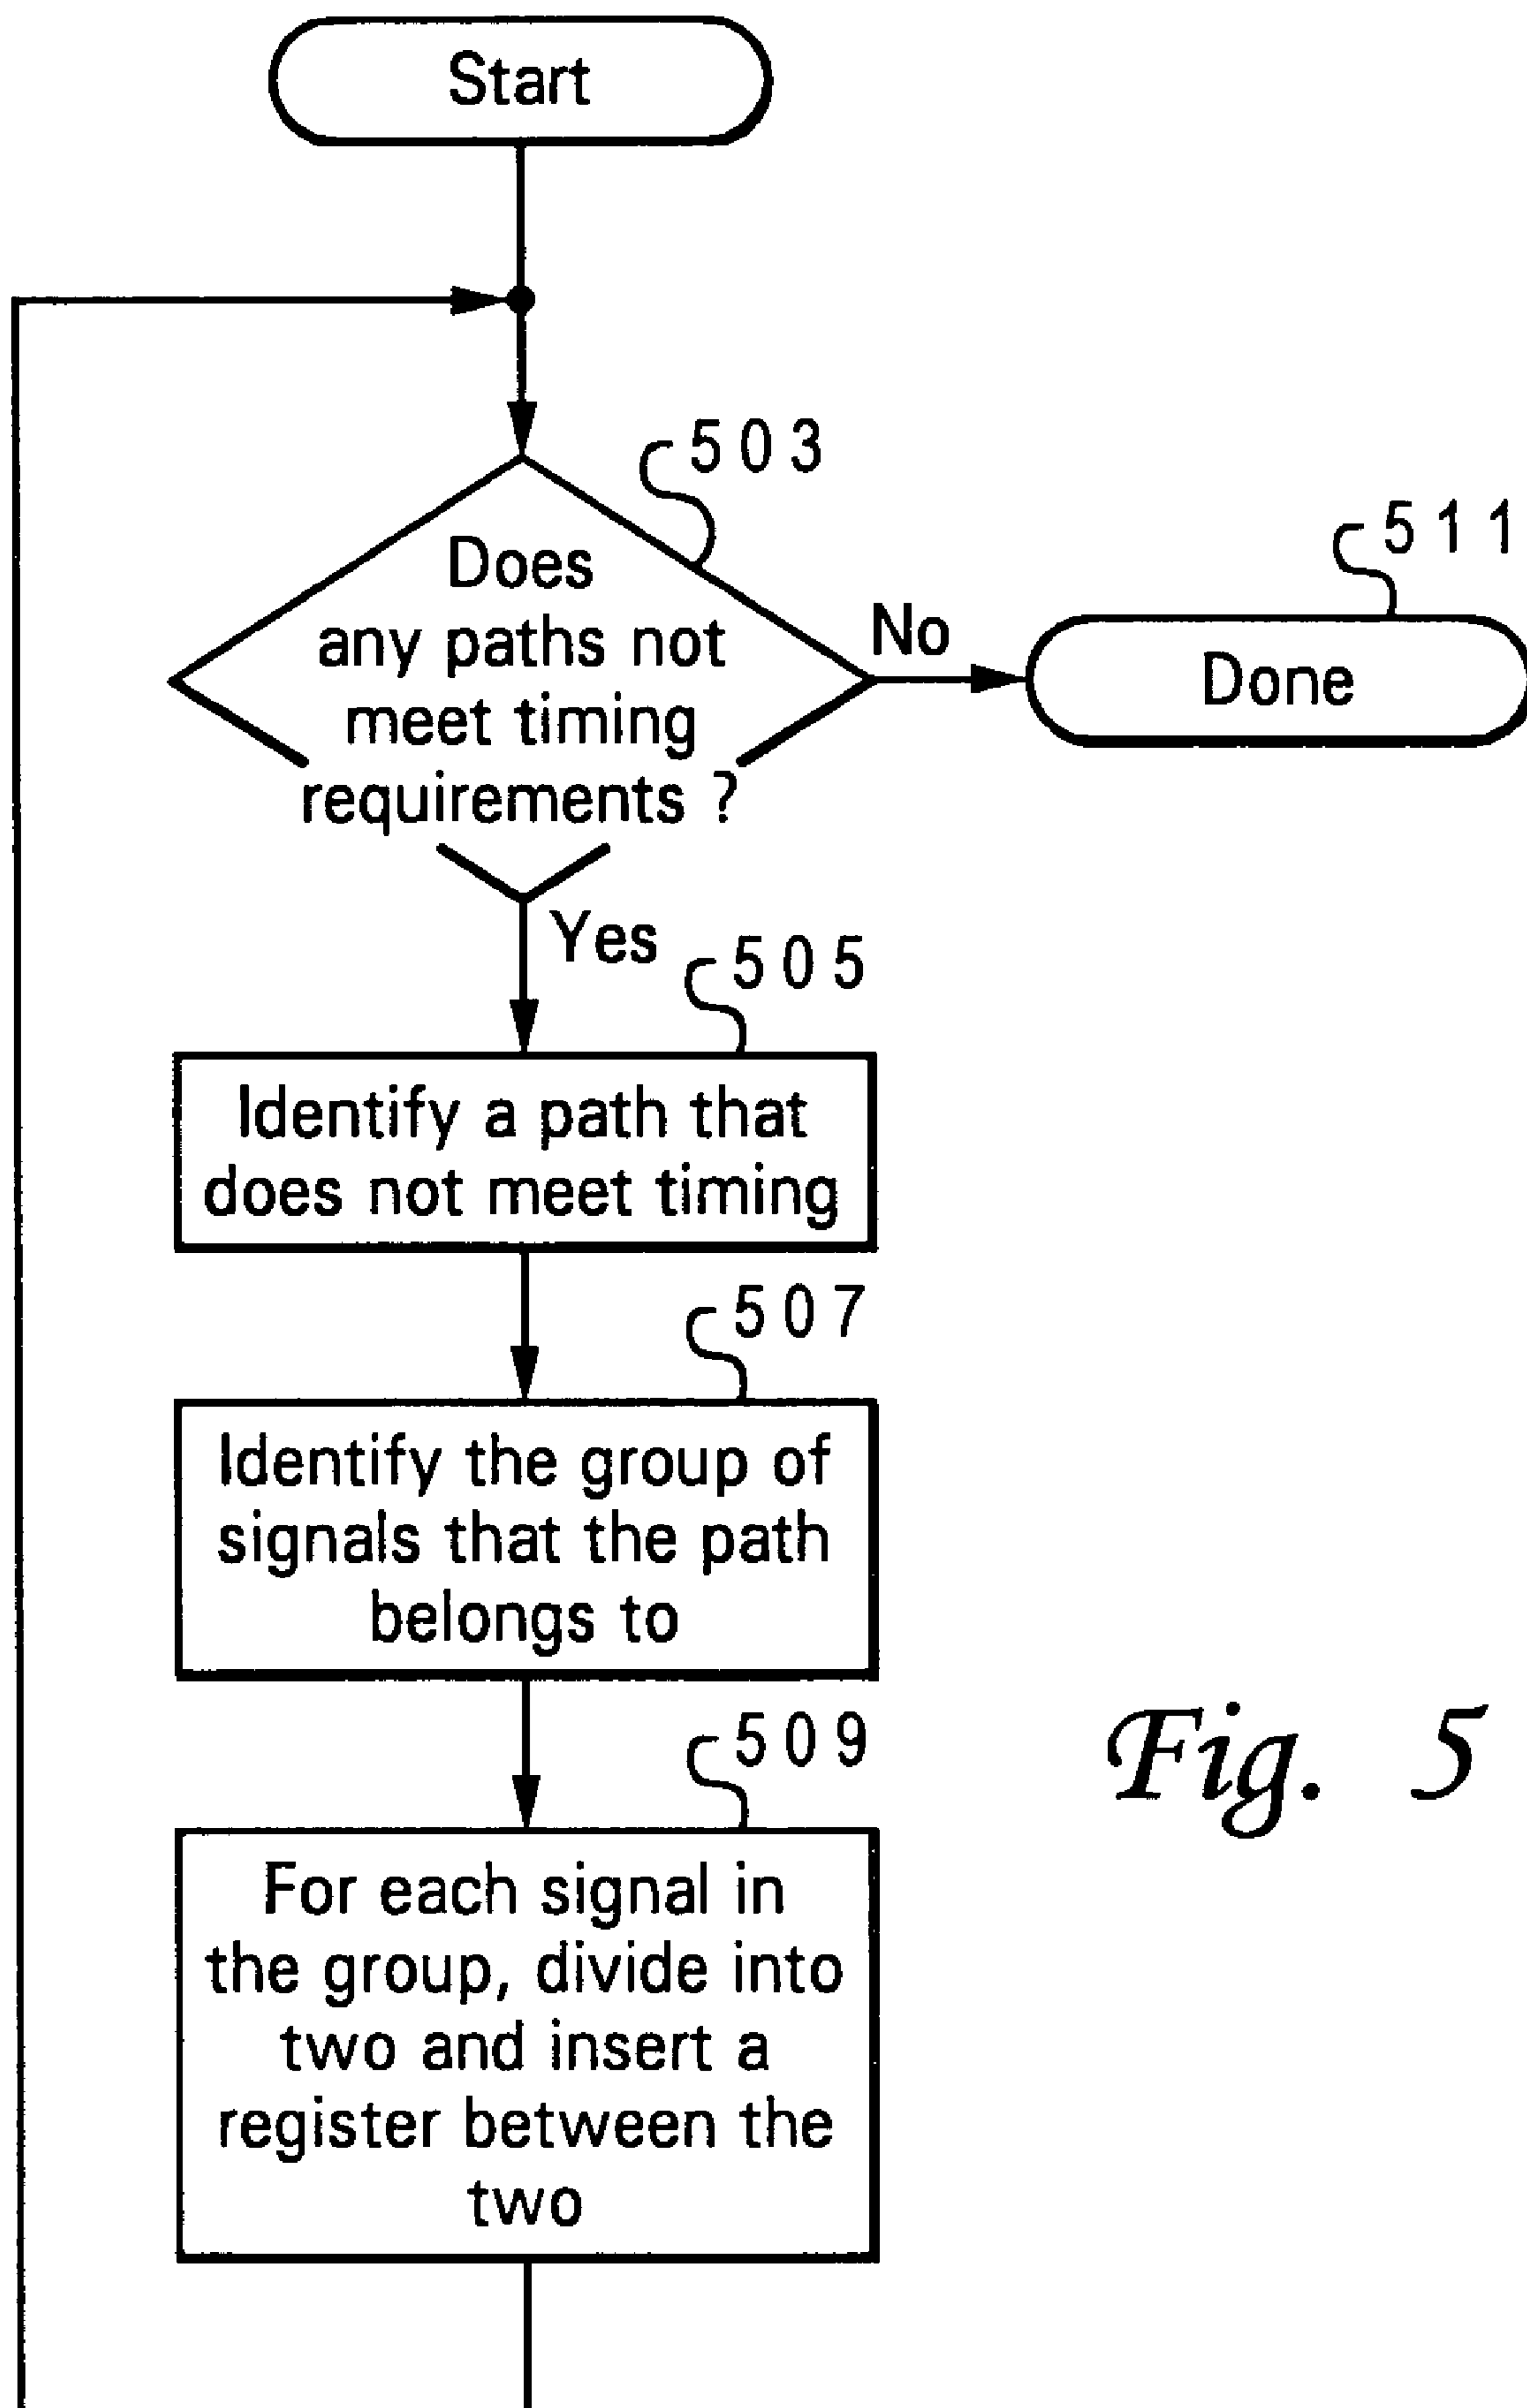 Start
503
Does
any paths not
meet timing
requirements ?
No
511
Done
Yes
505
Identify a path that
does not meet timing
507
Identify the group of
signals that the path
belongs to
509
For each signal in
the group, divide into
two and insert a
register between the
two
Fig. 5